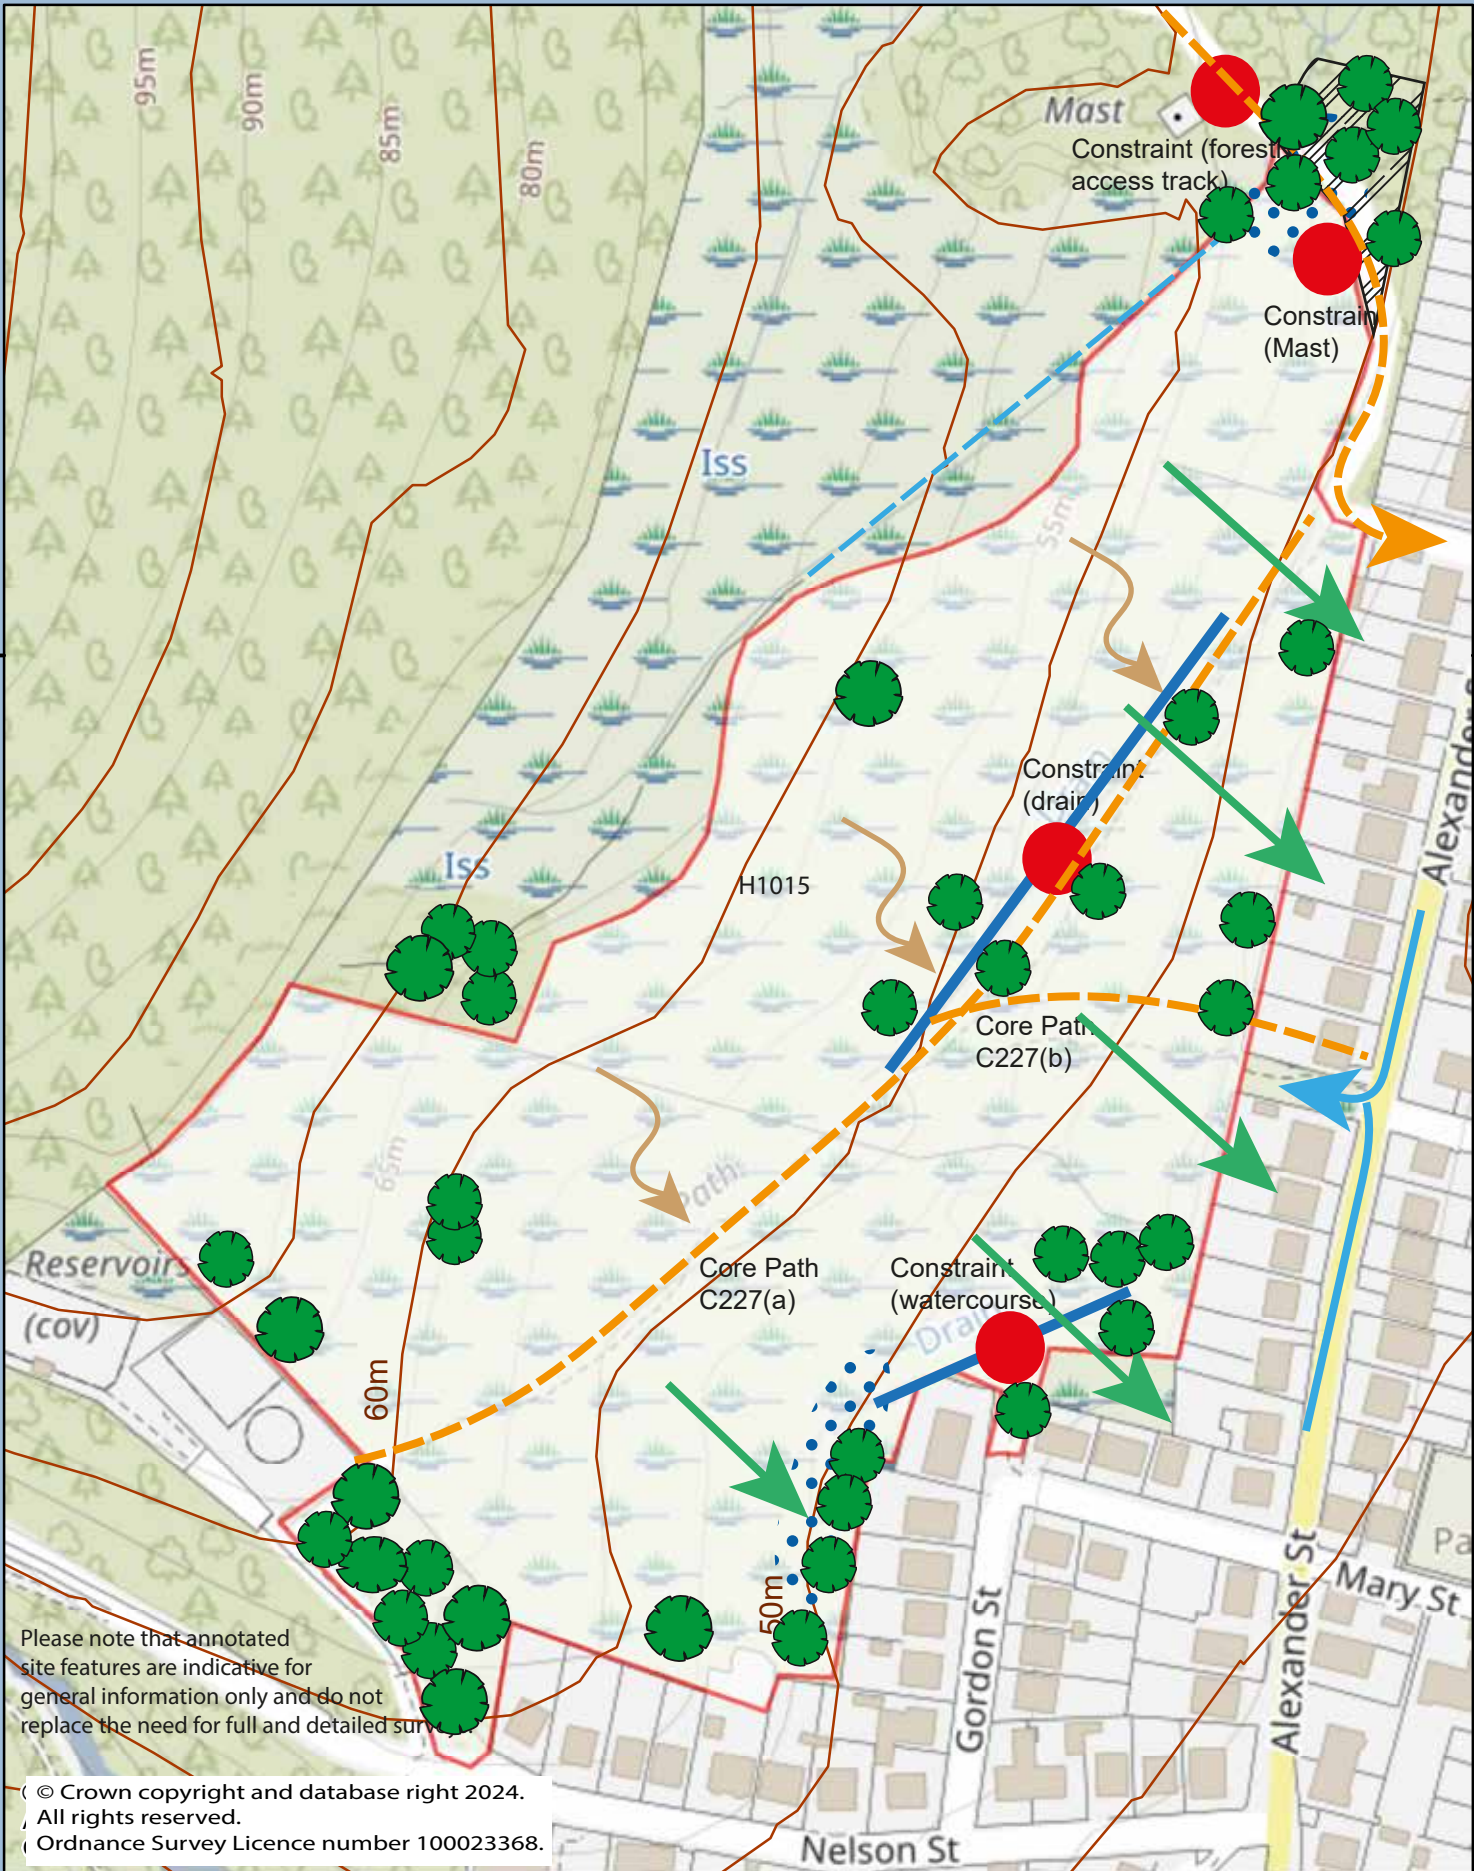 95m
90m
85m
80m
Mast
Constraint (forest
access track)
Constrain
(Mast)
Iss
55m
Constraint
(drain)
Alexander S
Iss
H1015
Core Path
C227(b)
65m
Path
Reservoirs
(cov)
Core Path
C227(a)
Constraint
(watercourse)
Drain
60m
50m
Gordon St
Alexander St
Mary St
Pa
Please note that annotated
site features are indicative for
general information only and do not
replace the need for full and detailed surv
© Crown copyright and database right 2024.
All rights reserved.
Ordnance Survey Licence number 100023368.
Nelson St